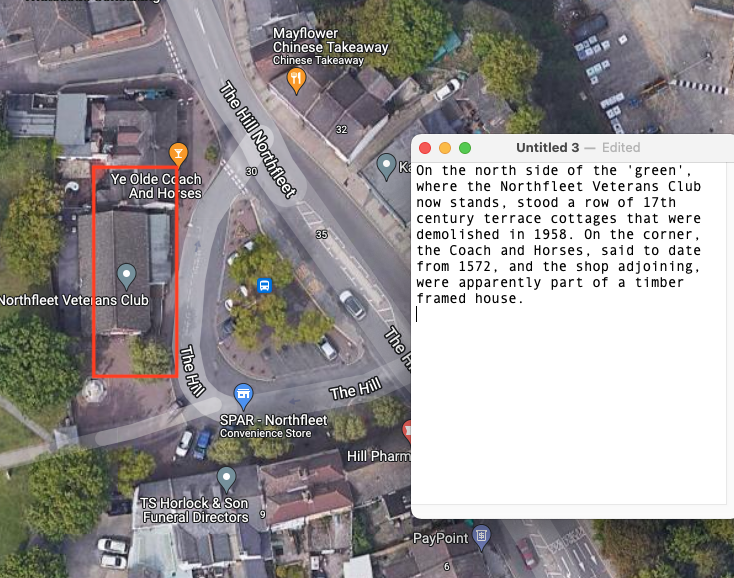 Mayflower
Chinese Takeaway
Chinese Takeaway
The Hill Northfleet
32
Ye Olde Coach
And Horses
30
35
Northfleet Veterans Club
The Hill
The Hill
SPAR - Northfleet
Convenience Store
Hill Pharm
TS Horlock & Son
Funeral Directors
9
PayPoint
6
Untitled 3 — Edited
On the north side of the 'green',
where the Northfleet Veterans Club
now stands, stood a row of 17th
century terrace cottages that were
demolished in 1958. On the corner,
the Coach and Horses, said to date
from 1572, and the shop adjoining,
were apparently part of a timber
framed house.